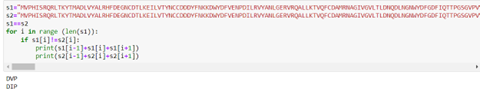 s1="MVPHISRQRLTKYTMADLVYALRHFDEGNCDTLKEILVTYNCCDDDYFNKKDWYDFVENPDILRVYANLGERVRQALLKTVQFCDAMRNAGIVGVLTLDNQDLNGNWYDFGDFIQTTPGSGVPV
s2="MVPHISRQRLTKYTMADLVYALRHFDEGNCDTLKEILVTYNCCDDDYFNKKDWYDFVENPDILRVYANLGERVRQALLKTVQFCDAMRNAGIVGVLTLDNQDLNGNWYDFGDFIQTTPGSGVPV
s1==s2
for i in range (len(s1)):
if s1[i]!=s2[i]:
print(s1[i-1]+s1[i]+s1[i+1])
print(s2[i-1]+s2[i]+s2[i+1])
DVP
DIP